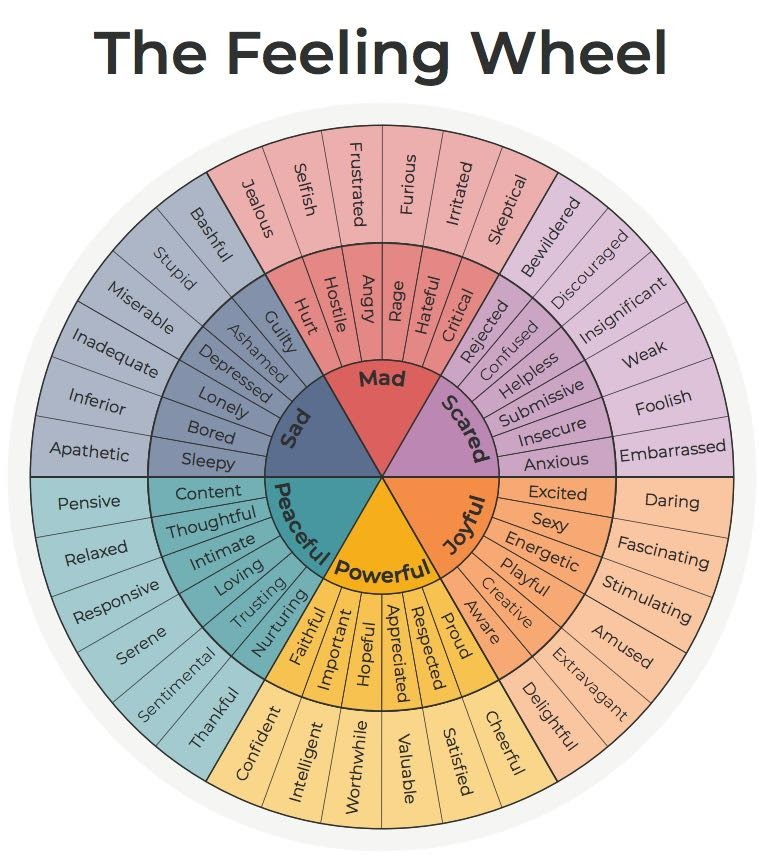 The Feeling Wheel
Mad
Hurt
Hostile
Angry
Rage
Hateful
Critical
Jealous
Selfish
Frustrated
Furious
Irritated
Skeptical
Scared
Rejected
Confused
Helpless
Submissive
Insecure
Anxious
Bewildered
Discouraged
Insignificant
Weak
Foolish
Embarrassed
Joyful
Excited
Sexy
Energetic
Playful
Creative
Aware
Daring
Fascinating
Stimulating
Amused
Extravagant
Delightful
Powerful
Proud
Respected
Appreciated
Hopeful
Important
Faithful
Cheerful
Satisfied
Valuable
Worthwhile
Intelligent
Confident
Peaceful
Nurturing
Trusting
Loving
Intimate
Thoughtful
Content
Thankful
Sentimental
Serene
Responsive
Relaxed
Pensive
Sad
Sleepy
Bored
Lonely
Depressed
Ashamed
Guilty
Apathetic
Inferior
Inadequate
Miserable
Stupid
Bashful